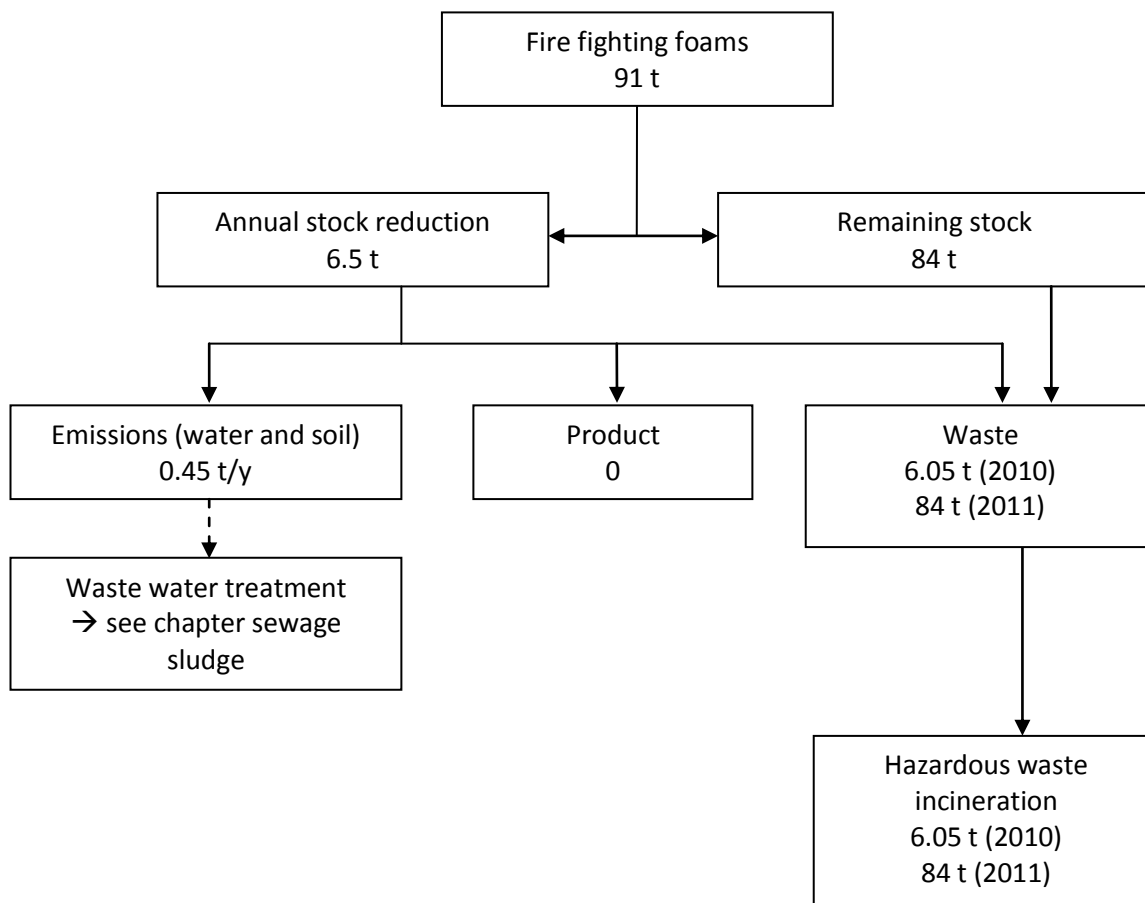 Fire fighting foams
91 t
Annual stock reduction
6.5 t
Remaining stock
84 t
Emissions (water and soil)
0.45 t/y
Product
0
Waste
6.05 t (2010)
84 t (2011)
Waste water treatment
→ see chapter sewage
sludge
Hazardous waste
incineration
6.05 t (2010)
84 t (2011)